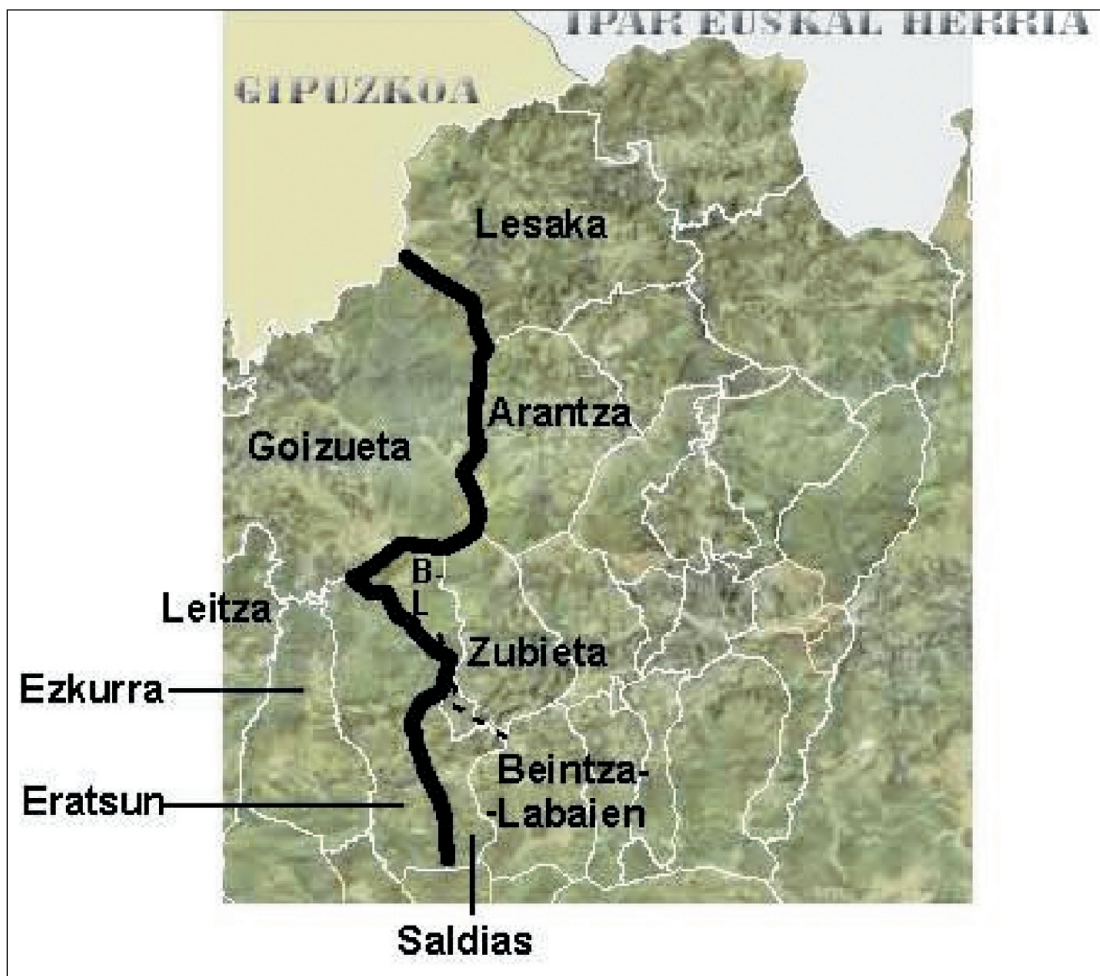 IPAR EUSKAL HERRIA
GIPUZKOA
Lesaka
Arantza
Goizueta
B-
L
Leitza
Zubieta
Ezkurra
Beintza-
-Labaien
Eratsun
Saldias